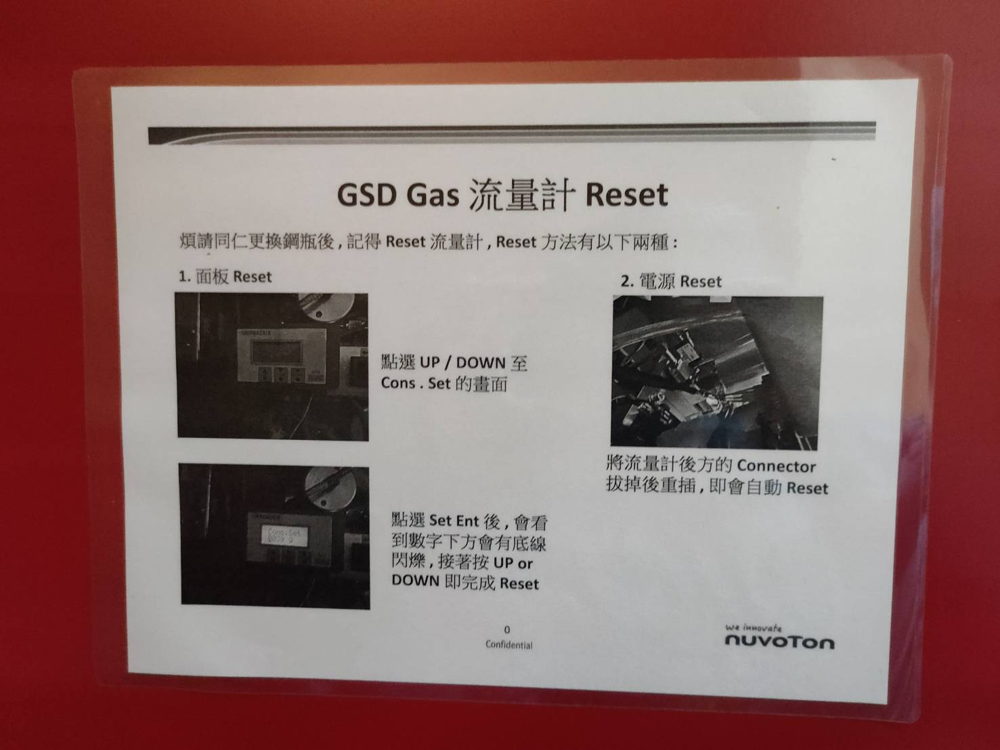 GSD Gas 流量計 Reset
煩請同仁更換鋼瓶後 , 記得 Reset 流量計 , Reset 方法有以下兩種 :
1. 面板 Reset
點選 UP / DOWN 至
Cons . Set 的畫面
Cons.Set
點選 Set Ent 後 , 會看
到數字下方會有底線
閃爍 , 接著按 UP or
DOWN 即完成 Reset
2. 電源 Reset
將流量計後方的 Connector
拔掉後重插 , 即會自動 Reset
0
Confidential
we innovate
nuvoTon